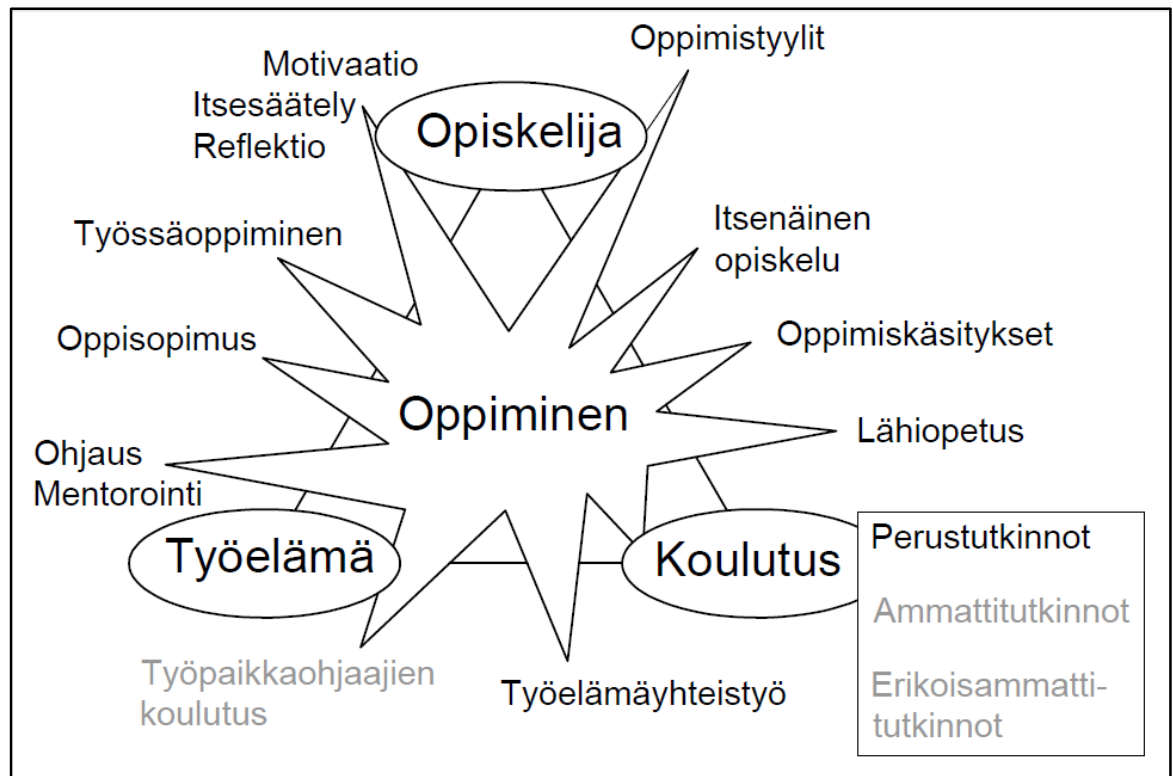 Oppimistyylit
Motivaatio
Itsesäätely
Reflektio
Opiskelija
Työssäoppiminen
Itsenäinen
opiskelu
Oppisopimus
Oppimiskäsitykset
Oppiminen
Lähiopetus
Ohjaus
Mentorointi
Työelämä
Koulutus
Perustutkinnot
Ammattitutkinnot
Erikoisammatti-
tutkinnot
Työpaikkaohjaajien
koulutus
Työelämäyhteistyö